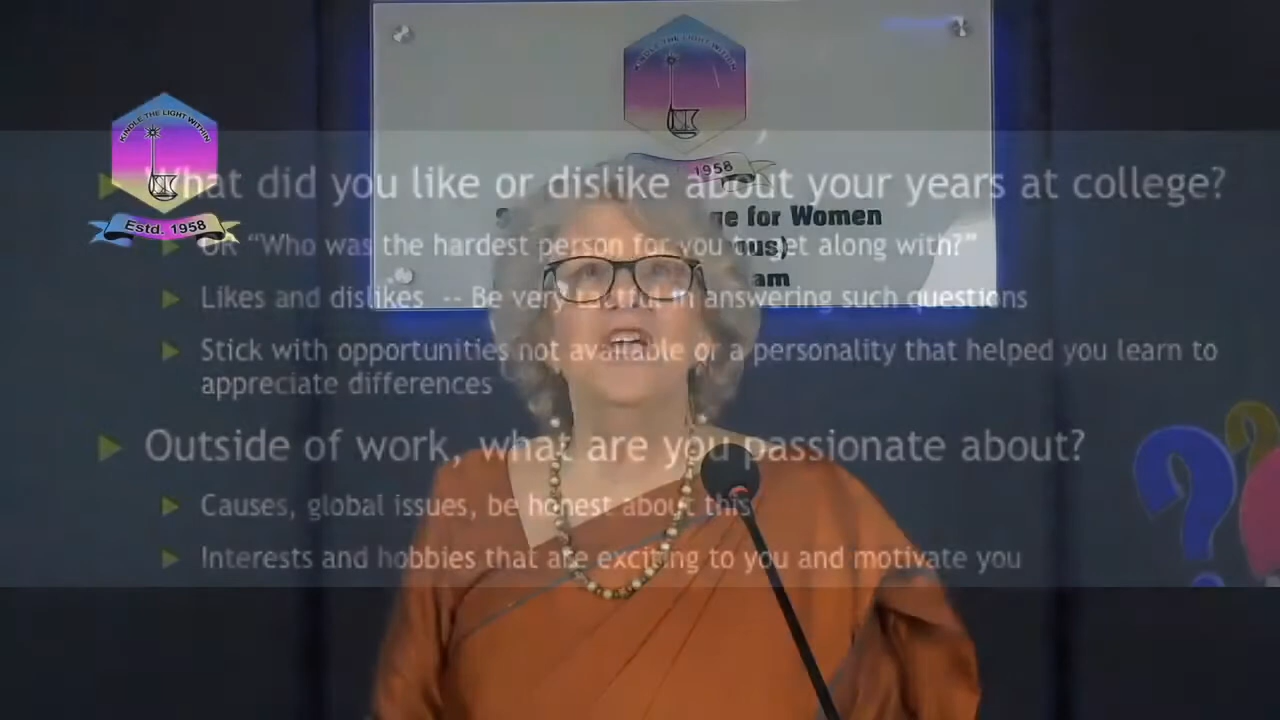 KINDLE THE LIGHT WITHIN
1958
ge for Women
ous)
am
KINDLE THE LIGHT WITHIN
Estd. 1958
What did you like or dislike about your years at college?
OR “Who was the hardest person for you to get along with?”
Likes and dislikes -- Be very in answering such questions
Stick with opportunities not available or a personality that helped you learn to
appreciate differences
Outside of work, what are you passionate about?
Causes, global issues, be honest about this
Interests and hobbies that are exciting to you and motivate you